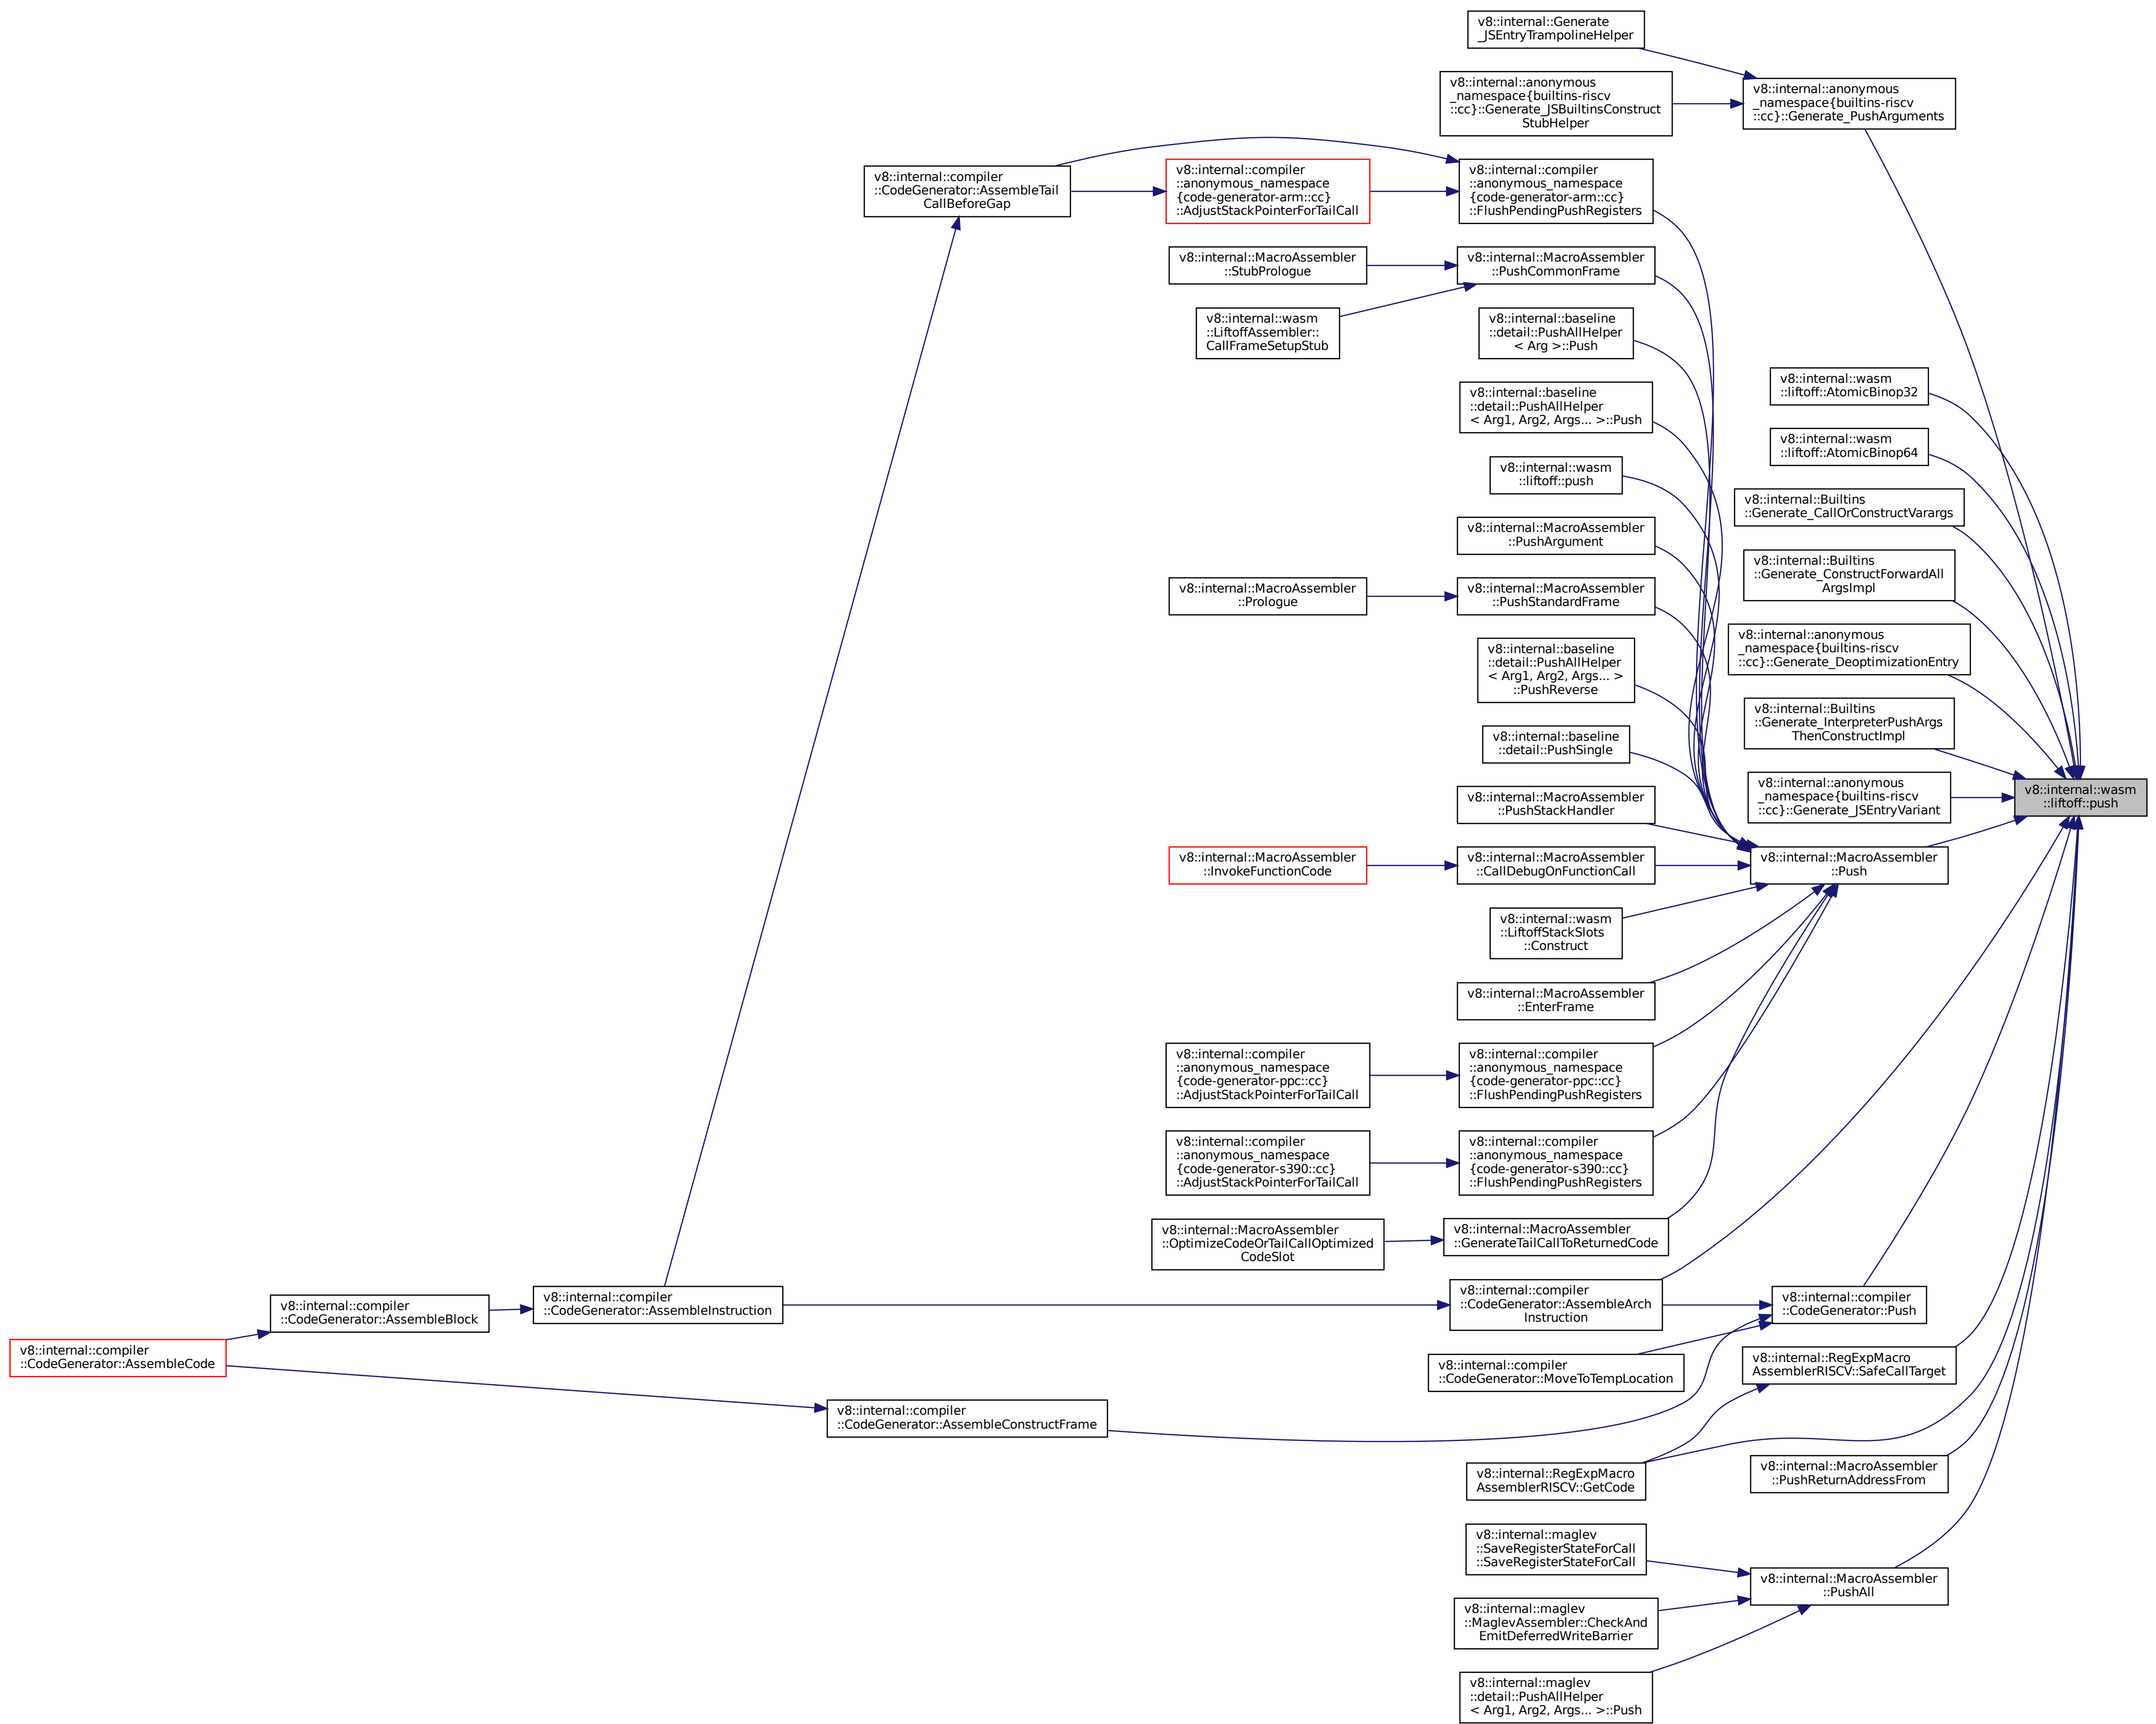 v8::internal::Generate
_JSEntryTrampolineHelper
v8::internal::anonymous
_namespace{builtins-riscv
::cc}::Generate_JSBuiltinsConstruct
StubHelper
v8::internal::anonymous
_namespace{builtins-riscv
::cc}::Generate_PushArguments
v8::internal::compiler
::CodeGenerator::AssembleTail
CallBeforeGap
v8::internal::compiler
::anonymous_namespace
{code-generator-arm::cc}
::AdjustStackPointerForTailCall
v8::internal::compiler
::anonymous_namespace
{code-generator-arm::cc}
::FlushPendingPushRegisters
v8::internal::MacroAssembler
::StubPrologue
v8::internal::MacroAssembler
::PushCommonFrame
v8::internal::wasm
::LiftoffAssembler::
CallFrameSetupStub
v8::internal::baseline
::detail::PushAllHelper
< Arg >::Push
v8::internal::wasm
::liftoff::AtomicBinop32
v8::internal::baseline
::detail::PushAllHelper
< Arg1, Arg2, Args... >::Push
v8::internal::wasm
::liftoff::AtomicBinop64
v8::internal::wasm
::liftoff::push
v8::internal::Builtins
::Generate_CallOrConstructVarargs
v8::internal::MacroAssembler
::PushArgument
v8::internal::Builtins
::Generate_ConstructForwardAll
ArgsImpl
v8::internal::MacroAssembler
::Prologue
v8::internal::MacroAssembler
::PushStandardFrame
v8::internal::anonymous
_namespace{builtins-riscv
::cc}::Generate_DeoptimizationEntry
v8::internal::baseline
::detail::PushAllHelper
< Arg1, Arg2, Args... >
::PushReverse
v8::internal::Builtins
::Generate_InterpreterPushArgs
ThenConstructImpl
v8::internal::baseline
::detail::PushSingle
v8::internal::anonymous
_namespace{builtins-riscv
::cc}::Generate_JSEntryVariant
v8::internal::wasm
::liftoff::push
v8::internal::MacroAssembler
::PushStackHandler
v8::internal::MacroAssembler
::InvokeFunctionCode
v8::internal::MacroAssembler
::CallDebugOnFunctionCall
v8::internal::MacroAssembler
::Push
v8::internal::wasm
::LiftoffStackSlots
::Construct
v8::internal::MacroAssembler
::EnterFrame
v8::internal::compiler
::anonymous_namespace
{code-generator-ppc::cc}
::AdjustStackPointerForTailCall
v8::internal::compiler
::anonymous_namespace
{code-generator-ppc::cc}
::FlushPendingPushRegisters
v8::internal::compiler
::anonymous_namespace
{code-generator-s390::cc}
::AdjustStackPointerForTailCall
v8::internal::compiler
::anonymous_namespace
{code-generator-s390::cc}
::FlushPendingPushRegisters
v8::internal::MacroAssembler
::OptimizeCodeOrTailCallOptimized
CodeSlot
v8::internal::MacroAssembler
::GenerateTailCallToReturnedCode
v8::internal::compiler
::CodeGenerator::AssembleCode
v8::internal::compiler
::CodeGenerator::AssembleBlock
v8::internal::compiler
::CodeGenerator::AssembleInstruction
v8::internal::compiler
::CodeGenerator::AssembleArch
Instruction
v8::internal::compiler
::CodeGenerator::Push
v8::internal::compiler
::CodeGenerator::MoveToTempLocation
v8::internal::RegExpMacro
AssemblerRISCV::SafeCallTarget
v8::internal::compiler
::CodeGenerator::AssembleConstructFrame
v8::internal::RegExpMacro
AssemblerRISCV::GetCode
v8::internal::MacroAssembler
::PushReturnAddressFrom
v8::internal::maglev
::SaveRegisterStateForCall
::SaveRegisterStateForCall
v8::internal::MacroAssembler
::PushAll
v8::internal::maglev
::MaglevAssembler::CheckAnd
EmitDeferredWriteBarrier
v8::internal::maglev
::detail::PushAllHelper
< Arg1, Arg2, Args... >::Push